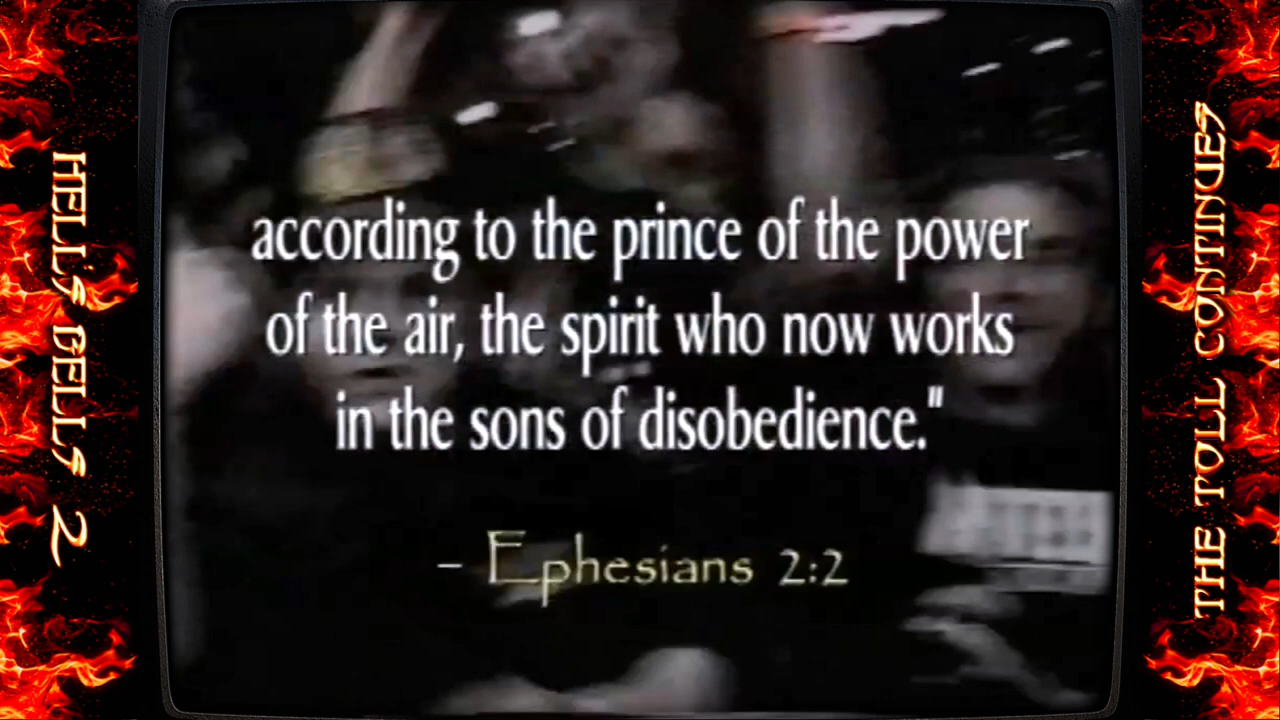 HELL'S BELLS 2
according to the prince of the power
of the air, the spirit who now works
in the sons of disobedience."
– Ephesians 2:2
THE TOLL CONTINUES